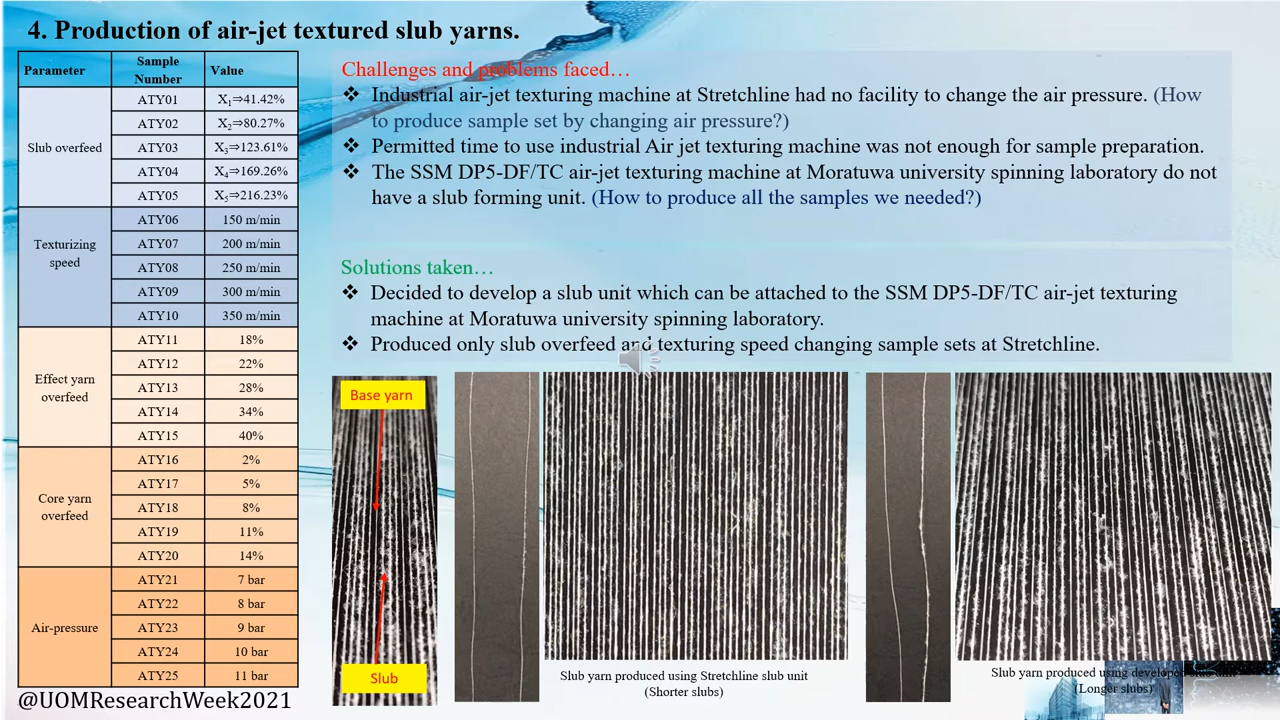 4. Production of air-jet textured slub yarns.
Parameter Sample Number Value
Slub overfeed
ATY01 X₁⇒41.42%
ATY02 X₂⇒80.27%
ATY03 X₃⇒123.61%
ATY04 X₄⇒169.26%
ATY05 X₅⇒216.23%
Texturizing speed
ATY06 150 m/min
ATY07 200 m/min
ATY08 250 m/min
ATY09 300 m/min
ATY10 350 m/min
Effect yarn overfeed
ATY11 18%
ATY12 22%
ATY13 28%
ATY14 34%
ATY15 40%
Core yarn overfeed
ATY16 2%
ATY17 5%
ATY18 8%
ATY19 11%
ATY20 14%
Air-pressure
ATY21 7 bar
ATY22 8 bar
ATY23 9 bar
ATY24 10 bar
ATY25 11 bar
Challenges and problems faced…
❖ Industrial air-jet texturing machine at Stretchline had no facility to change the air pressure. (How
to produce sample set by changing air pressure?)
❖ Permitted time to use industrial Air jet texturing machine was not enough for sample preparation.
❖ The SSM DP5-DF/TC air-jet texturing machine at Moratuwa university spinning laboratory do not
have a slub forming unit. (How to produce all the samples we needed?)
Solutions taken…
❖ Decided to develop a slub unit which can be attached to the SSM DP5-DF/TC air-jet texturing
machine at Moratuwa university spinning laboratory.
❖ Produced only slub overfeed and texturing speed changing sample sets at Stretchline.
Base yarn
Slub
Slub yarn produced using Stretchline slub unit
(Shorter slubs)
Slub yarn produced using developed slub unit
(Longer slubs)
@UOMResearchWeek2021